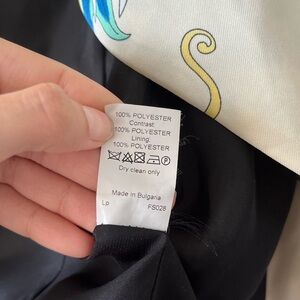 100% POLYESTER
Contrast
100% POLYESTER
Lining:
100% POLYESTER
Dry clean only
Made in Bulgaria
Lp FS028